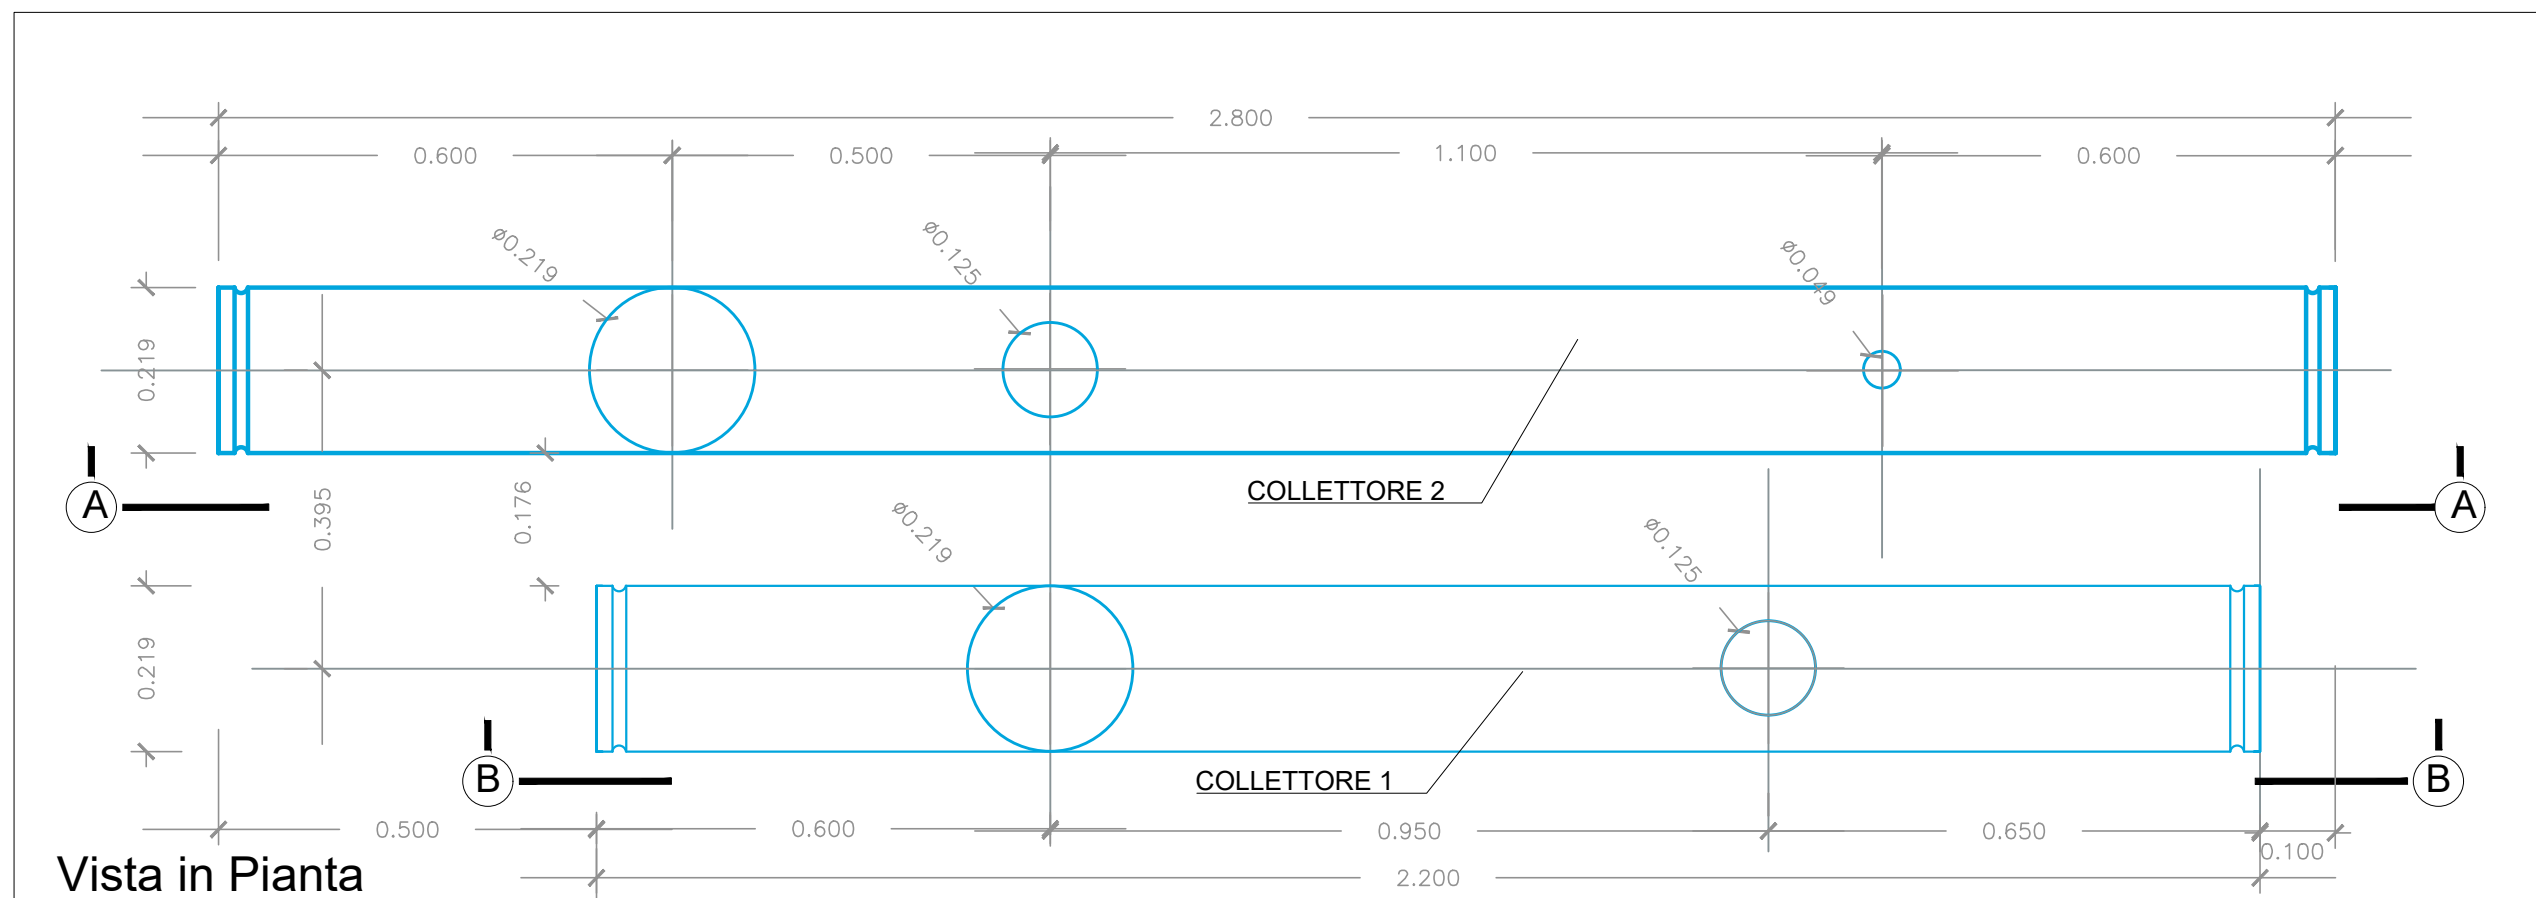 2.800
0.600
0.500
1.100
0.600
ø0.219
ø0.125
ø0.049
0.219
A
0.395
0.176
COLLETTORE 2
A
ø0.219
ø0.125
0.219
B
COLLETTORE 1
B
0.500
0.600
0.950
0.650
0.100
Vista in Pianta
2.200